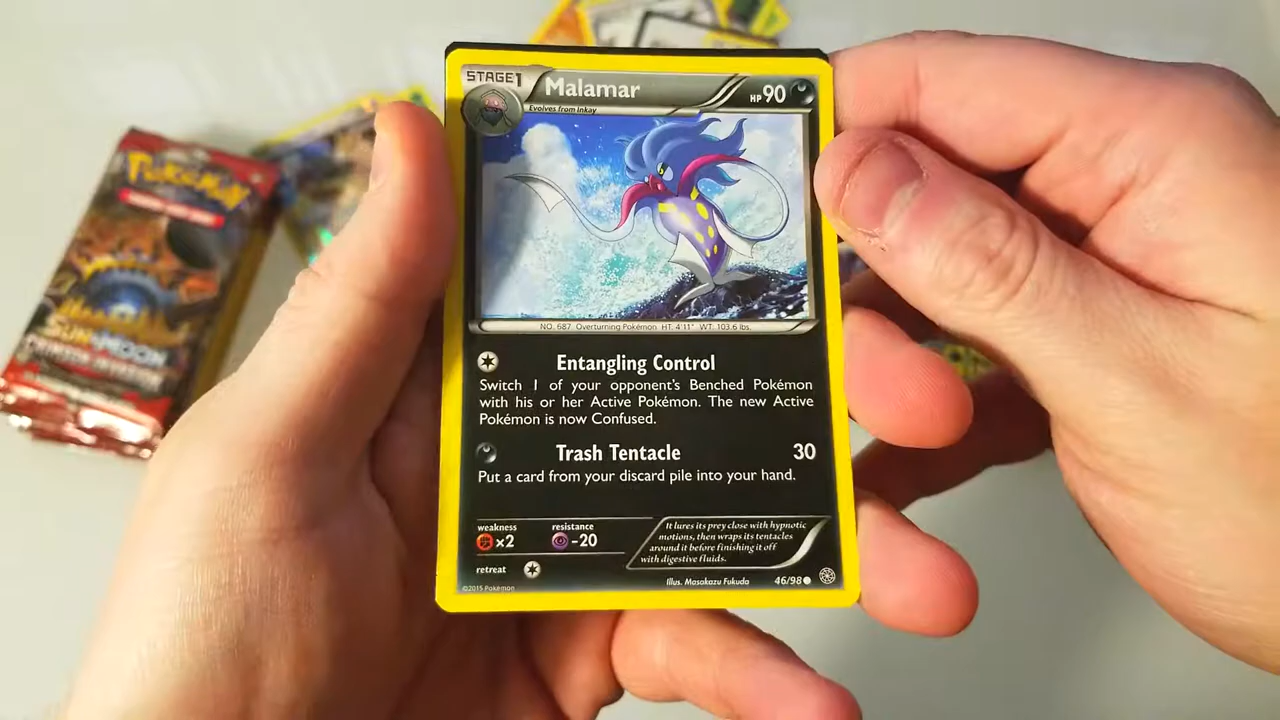 STAGE1
Malamar
HP 90
Evolves from Inkay
NO. 687 Overturning Pokémon HT. 4'11" WT. 103.6 lbs.
Entangling Control
Switch 1 of your opponent's Benched Pokémon
with his or her Active Pokémon. The new Active
Pokémon is now Confused.
Trash Tentacle 30
Put a card from your discard pile into your hand.
weakness
×2
resistance
-20
retreat
It lures its prey close with hypnotic
motions, then wraps its tentacles
around it before finishing it off
with digestive fluids.
©2015 Pokémon
Illus. Masakazu Fukuda
46/98
POKéMON
SUN & MOON